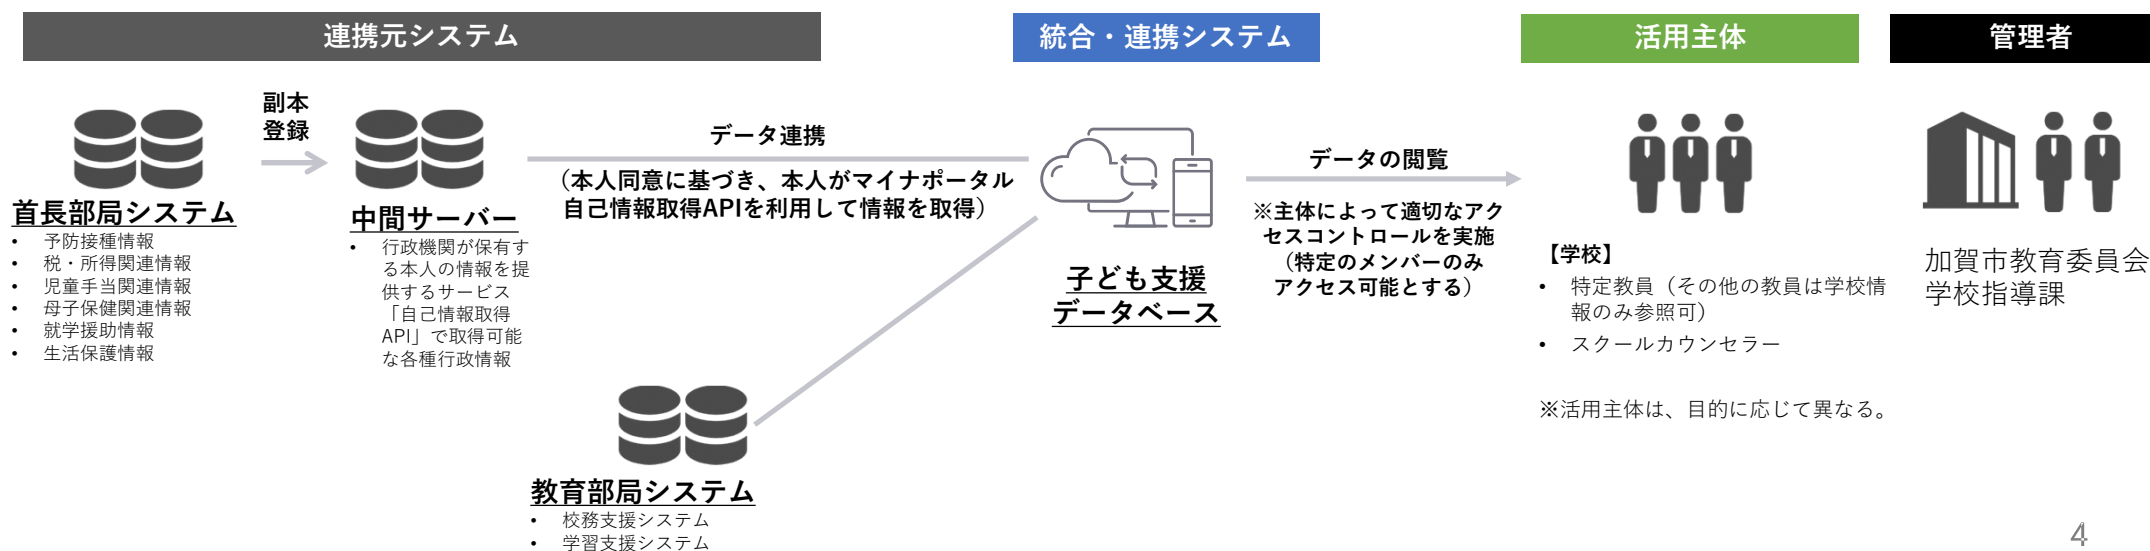 連携元システム
統合・連携システム
活用主体
管理者
副本
登録
首長部局システム
• 予防接種情報
• 税・所得関連情報
• 児童手当関連情報
• 母子保健関連情報
• 就学援助情報
• 生活保護情報
中間サーバー
• 行政機関が保有す
る本人の情報を提
供するサービス
「自己情報取得
API」で取得可能
な各種行政情報
データ連携
（本人同意に基づき、本人がマイナポータル
自己情報取得APIを利用して情報を取得）
教育部局システム
• 校務支援システム
• 学習支援システム
子ども支援
データベース
データの閲覧
※主体によって適切なアク
セスコントロールを実施
（特定のメンバーのみ
アクセス可能とする）
【学校】
• 特定教員（その他の教員は学校情
報のみ参照可）
• スクールカウンセラー
※活用主体は、目的に応じて異なる。
加賀市教育委員会
学校指導課
4